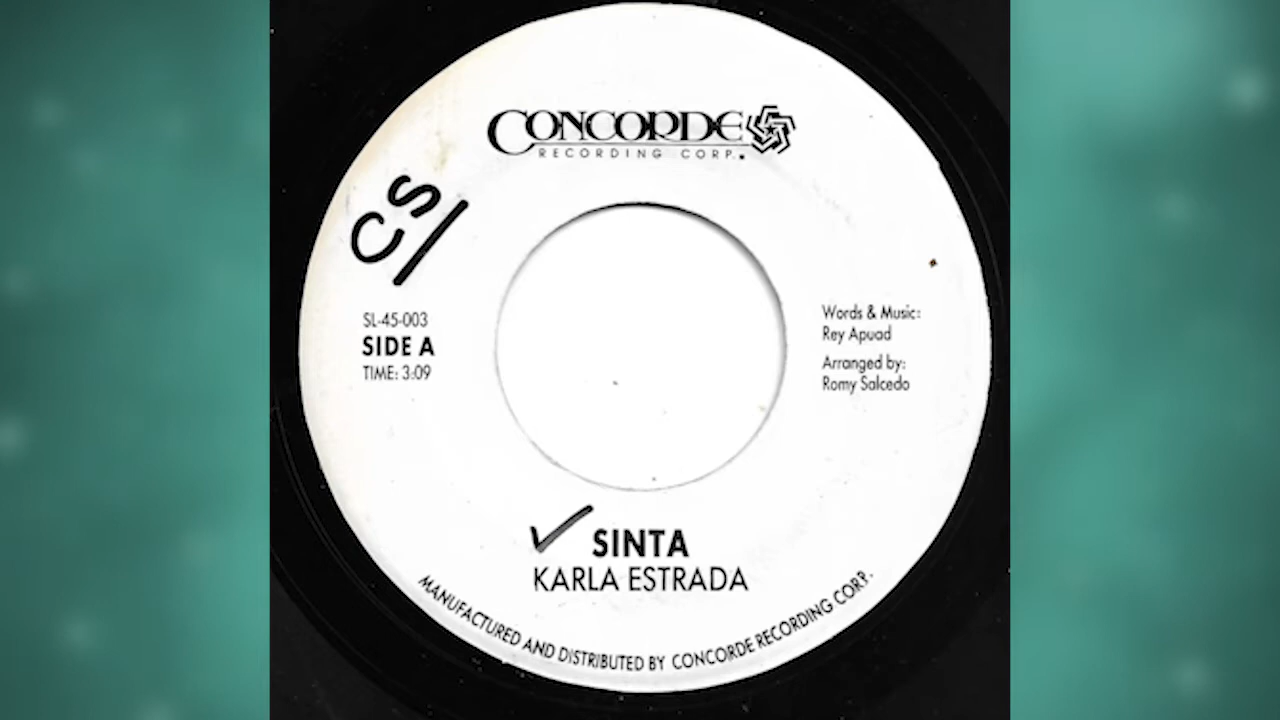 CONCORDE
RECORDING CORP.
CS
SL-45-003
SIDE A
TIME: 3:09
Words & Music:
Rey Apuad
Arranged by:
Romy Salcedo
SINTA
KARLA ESTRADA
MANUFACTURED AND DISTRIBUTED BY CONCORDE RECORDING CORP.